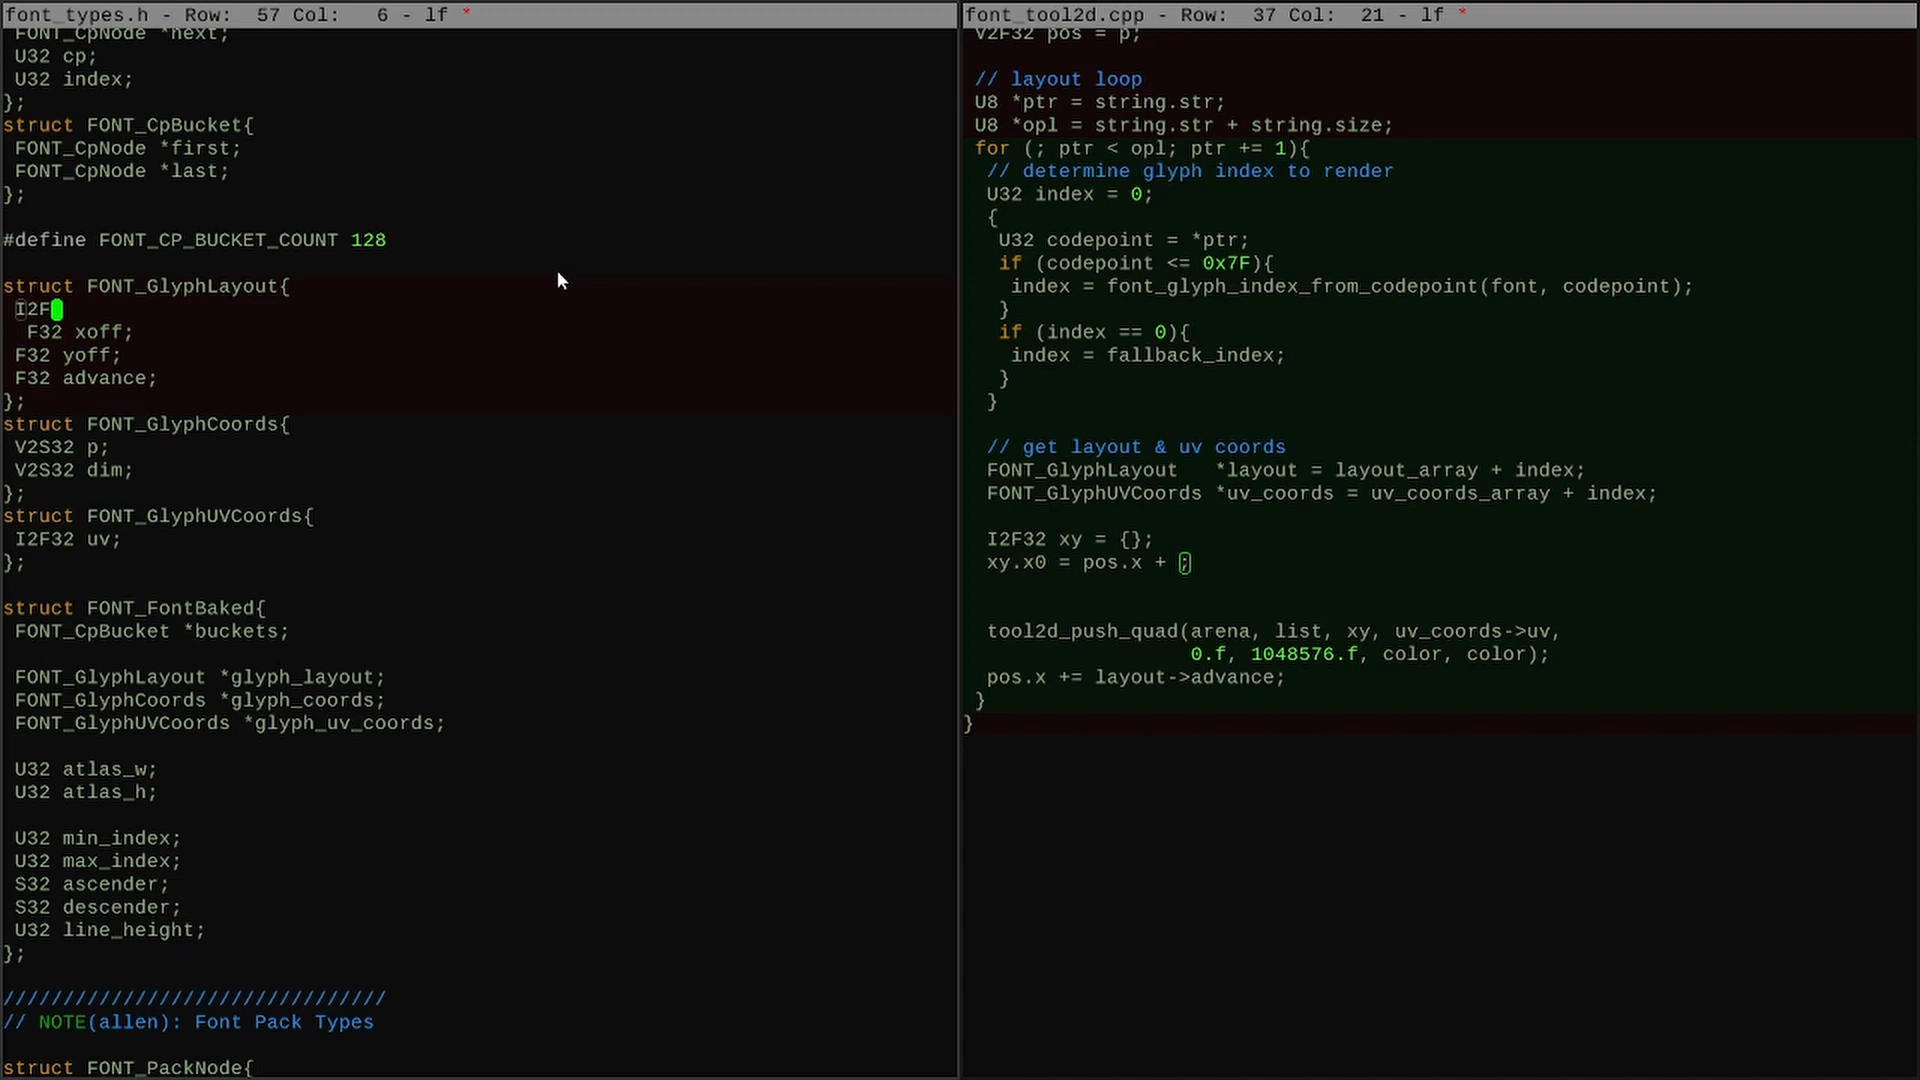 font_types.h - Row:  57 Col:   6 - lf *
FONT_CpNode *next;
U32 cp;
U32 index;
};
struct FONT_CpBucket{
FONT_CpNode *first;
FONT_CpNode *last;
};
#define FONT_CP_BUCKET_COUNT 128
struct FONT_GlyphLayout{
I2F
F32 xoff;
F32 yoff;
F32 advance;
};
struct FONT_GlyphCoords{
V2S32 p;
V2S32 dim;
};
struct FONT_GlyphUVCoords{
I2F32 uv;
};
struct FONT_FontBaked{
FONT_CpBucket *buckets;
FONT_GlyphLayout *glyph_layout;
FONT_GlyphCoords *glyph_coords;
FONT_GlyphUVCoords *glyph_uv_coords;
U32 atlas_w;
U32 atlas_h;
U32 min_index;
U32 max_index;
S32 ascender;
S32 descender;
U32 line_height;
};
////////////////////////////////
// NOTE(allen): Font Pack Types
struct FONT_PackNode{
font_tool2d.cpp - Row:  37 Col:  21 - lf *
V2F32 pos = p;
// layout loop
U8 *ptr = string.str;
U8 *opl = string.str + string.size;
for (; ptr < opl; ptr += 1){
// determine glyph index to render
U32 index = 0;
{
U32 codepoint = *ptr;
if (codepoint <= 0x7F){
index = font_glyph_index_from_codepoint(font, codepoint);
}
if (index == 0){
index = fallback_index;
}
}
// get layout & uv coords
FONT_GlyphLayout   *layout = layout_array + index;
FONT_GlyphUVCoords *uv_coords = uv_coords_array + index;
I2F32 xy = {};
xy.x0 = pos.x + ;
tool2d_push_quad(arena, list, xy, uv_coords->uv,
0.f, 1048576.f, color, color);
pos.x += layout->advance;
}
}